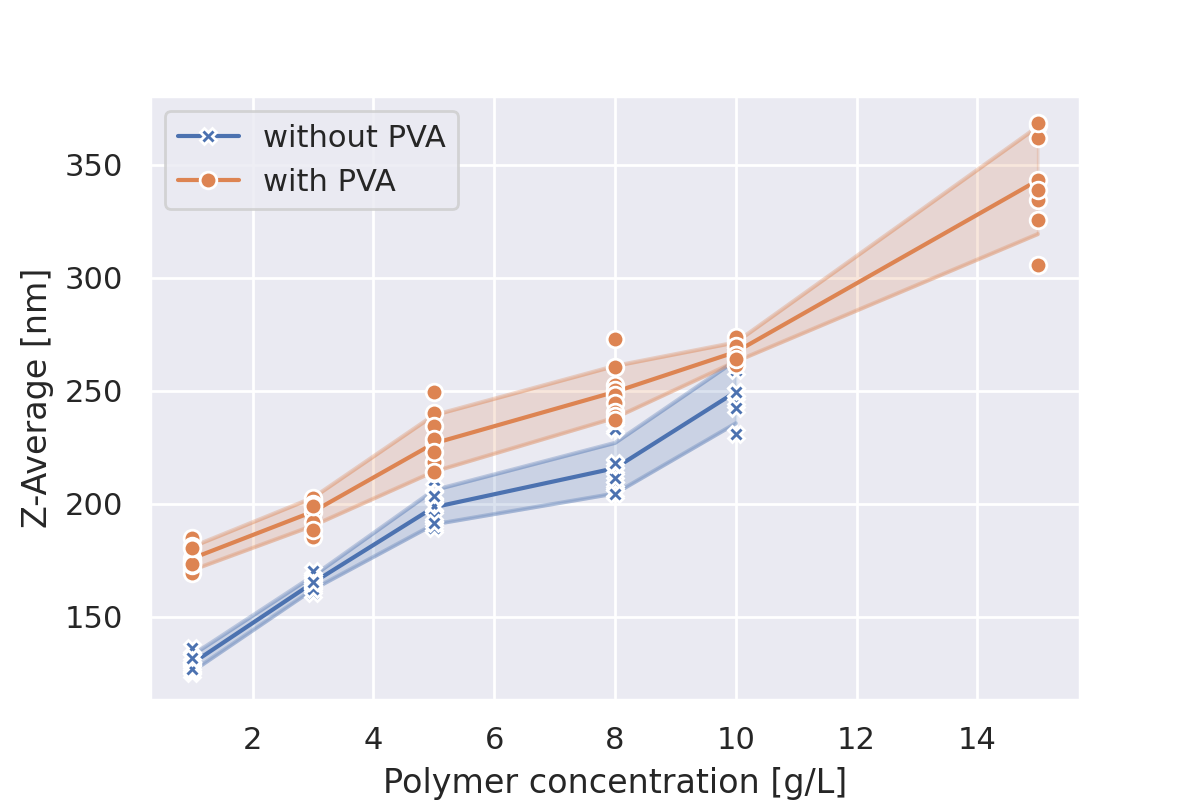 without PVA
with PVA
350
300
250
200
150
Z-Average [nm]
2 4 6 8 10 12 14
Polymer concentration [g/L]